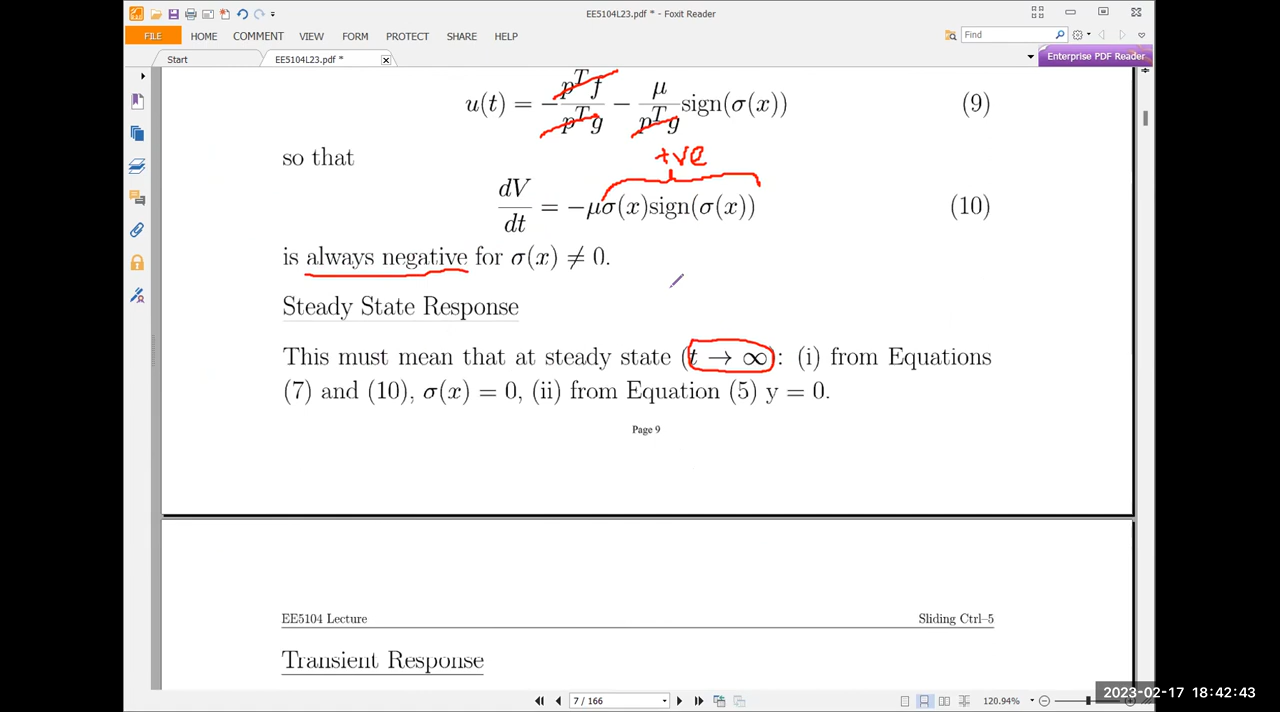 EE5104L23.pdf * - Foxit Reader
FILE HOME COMMENT VIEW FORM PROTECT SHARE HELP Find
Start EE5104L23.pdf * Enterprise PDF Reader
u(t) = −pᵀf/pᵀg − μ/pᵀg sign(σ(x)) (9)
so that
+ve
dV/dt = −μσ(x)sign(σ(x)) (10)
is always negative for σ(x) ≠ 0.
Steady State Response
This must mean that at steady state (t → ∞): (i) from Equations
(7) and (10), σ(x) = 0, (ii) from Equation (5) y = 0.
Page 9
EE5104 Lecture Sliding Ctrl–5
Transient Response
7 / 166 120.94%
2023-02-17 18:42:43